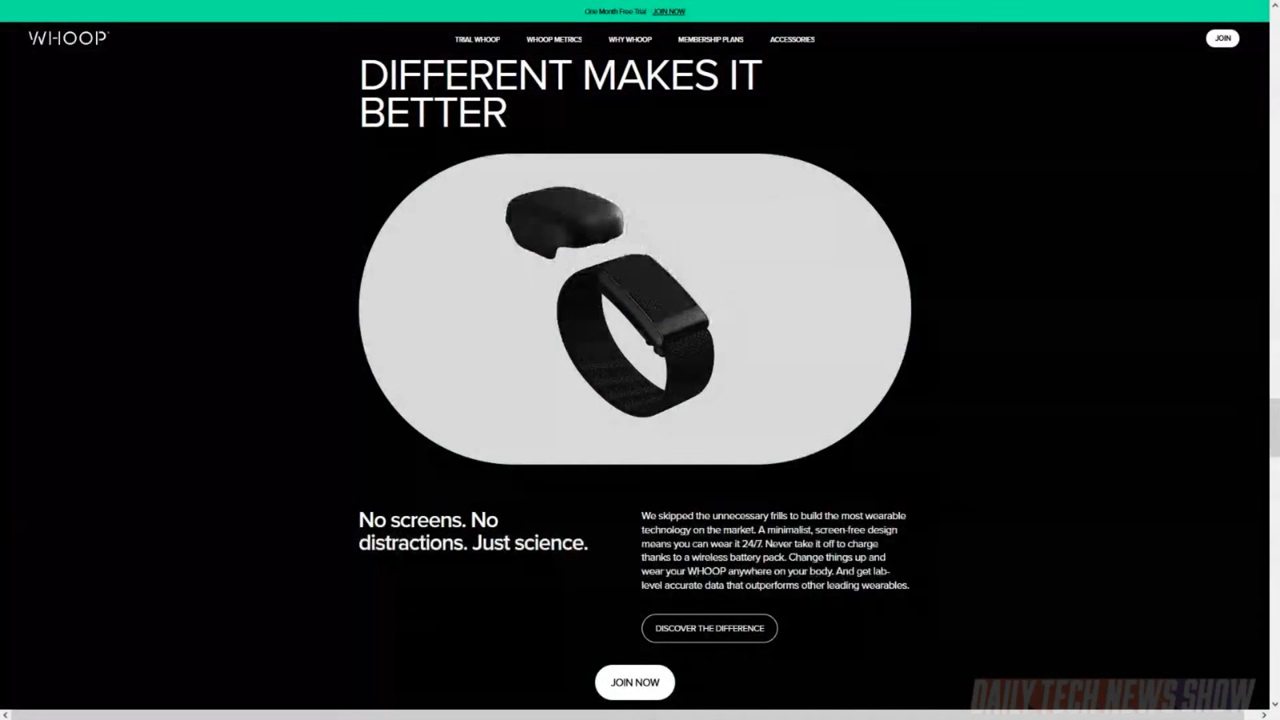 One Month Free Trial JOIN NOW
WHOOP
TRIAL WHOOP WHOOP METRICS WHY WHOOP MEMBERSHIP PLANS ACCESSORIES
JOIN
DIFFERENT MAKES IT
BETTER
No screens. No
distractions. Just science.
We skipped the unnecessary frills to build the most wearable
technology on the market. A minimalist, screen-free design
means you can wear it 24/7. Never take it off to charge
thanks to a wireless battery pack. Change things up and
wear your WHOOP anywhere on your body. And get lab-
level accurate data that outperforms other leading wearables.
DISCOVER THE DIFFERENCE
JOIN NOW
DAILY TECH NEWS SHOW